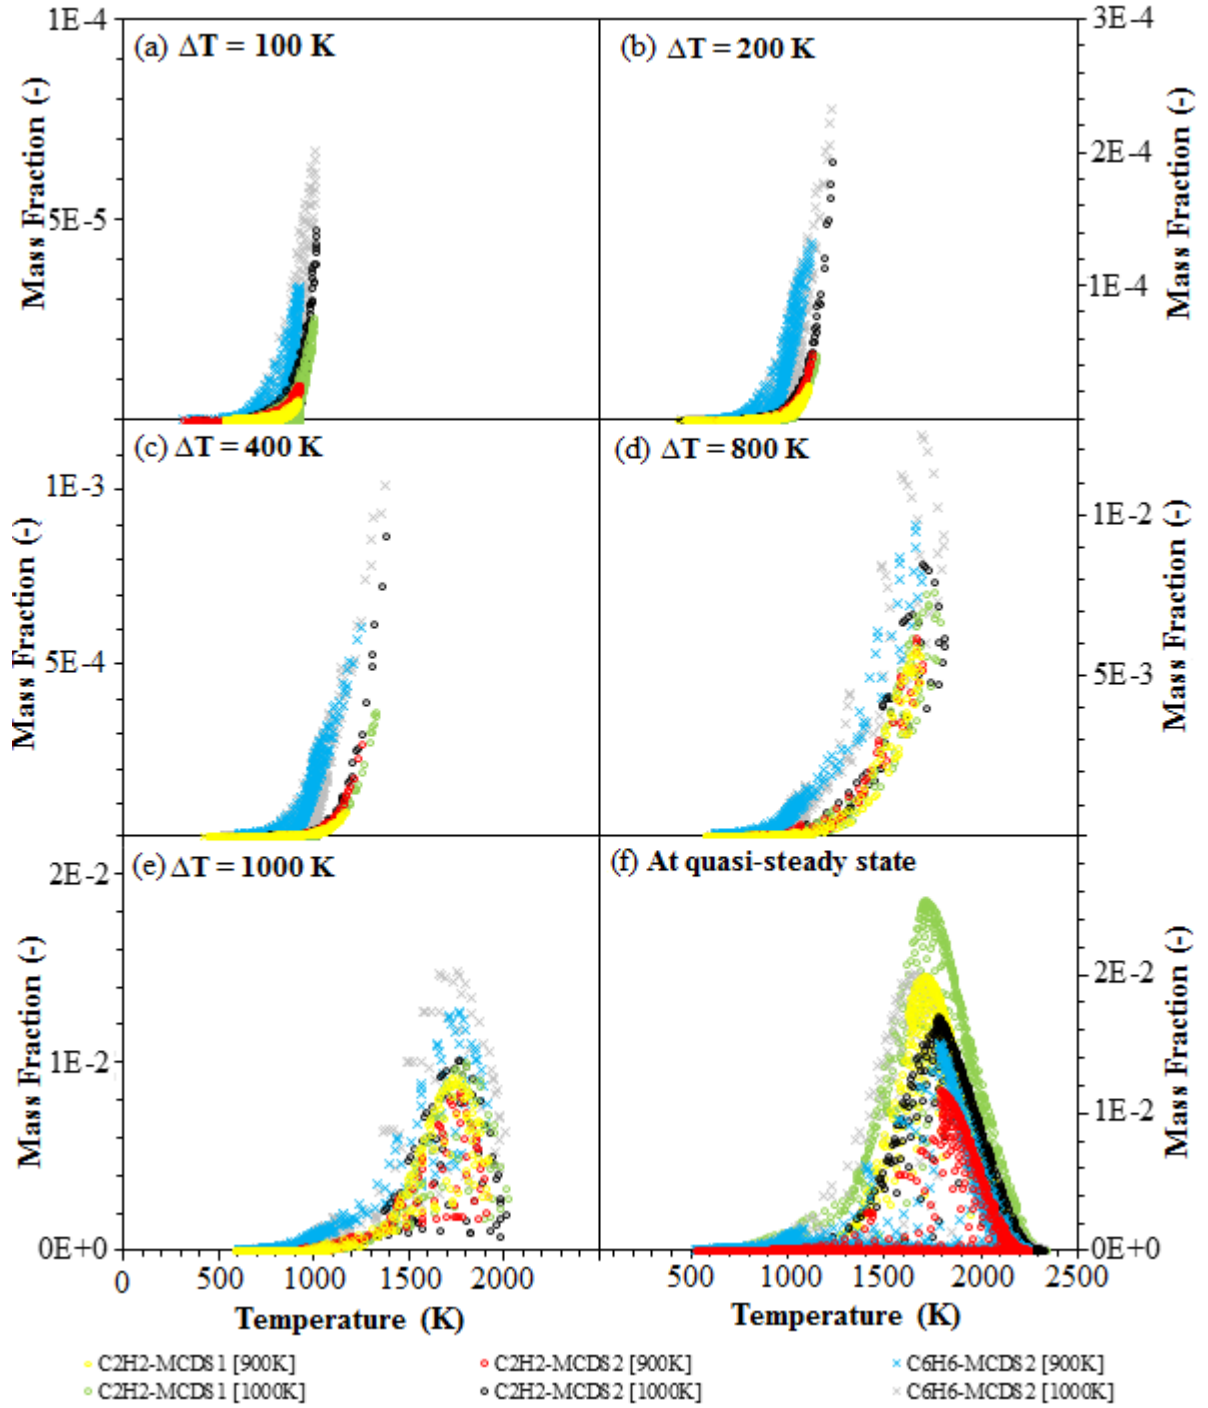 1E-4
(a) ΔT = 100 K
(b) ΔT = 200 K
3E-4
Mass Fraction (-)
5E-5
2E-4
1E-4
Mass Fraction (-)
(c) ΔT = 400 K
(d) ΔT = 800 K
1E-3
5E-4
Mass Fraction (-)
1E-2
5E-3
Mass Fraction (-)
(e) ΔT = 1000 K
(f) At quasi-steady state
2E-2
1E-2
0E+0
Mass Fraction (-)
2E-2
1E-2
0E+0
Mass Fraction (-)
0 500 1000 1500 2000
500 1000 1500 2000 2500
Temperature (K)
Temperature (K)
C2H2-MCDS1 [900K]
C2H2-MCDS2 [900K]
C6H6-MCDS2 [900K]
C2H2-MCDS1 [1000K]
C2H2-MCDS2 [1000K]
C6H6-MCDS2 [1000K]